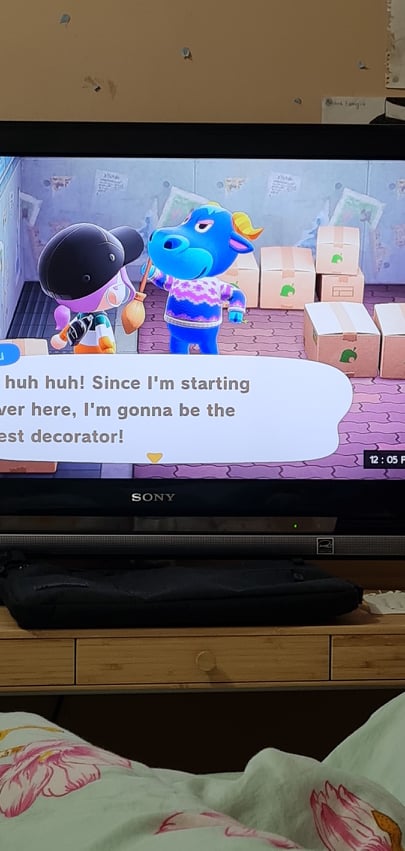 u
huh huh! Since I'm starting
ver here, I'm gonna be the
est decorator!
12:05 P
SONY